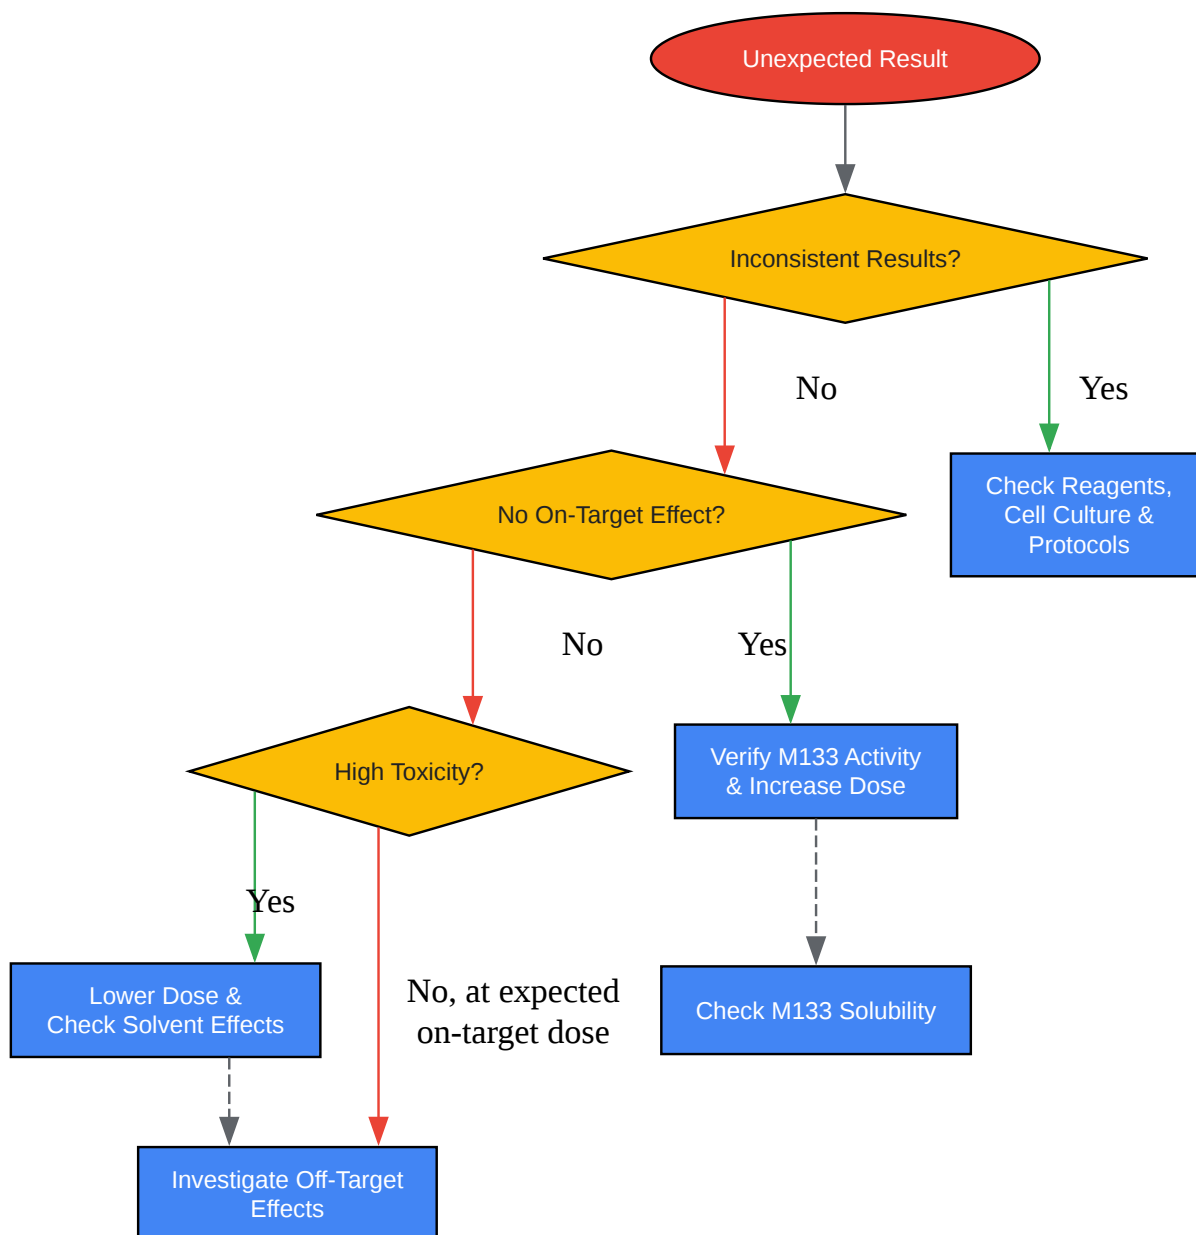 Unexpected Result
Inconsistent Results?
No
Yes
Check Reagents,
Cell Culture &
Protocols
No On-Target Effect?
No
Yes
High Toxicity?
Verify M133 Activity
& Increase Dose
Yes
No, at expected
on-target dose
Lower Dose &
Check Solvent Effects
Check M133 Solubility
Investigate Off-Target
Effects